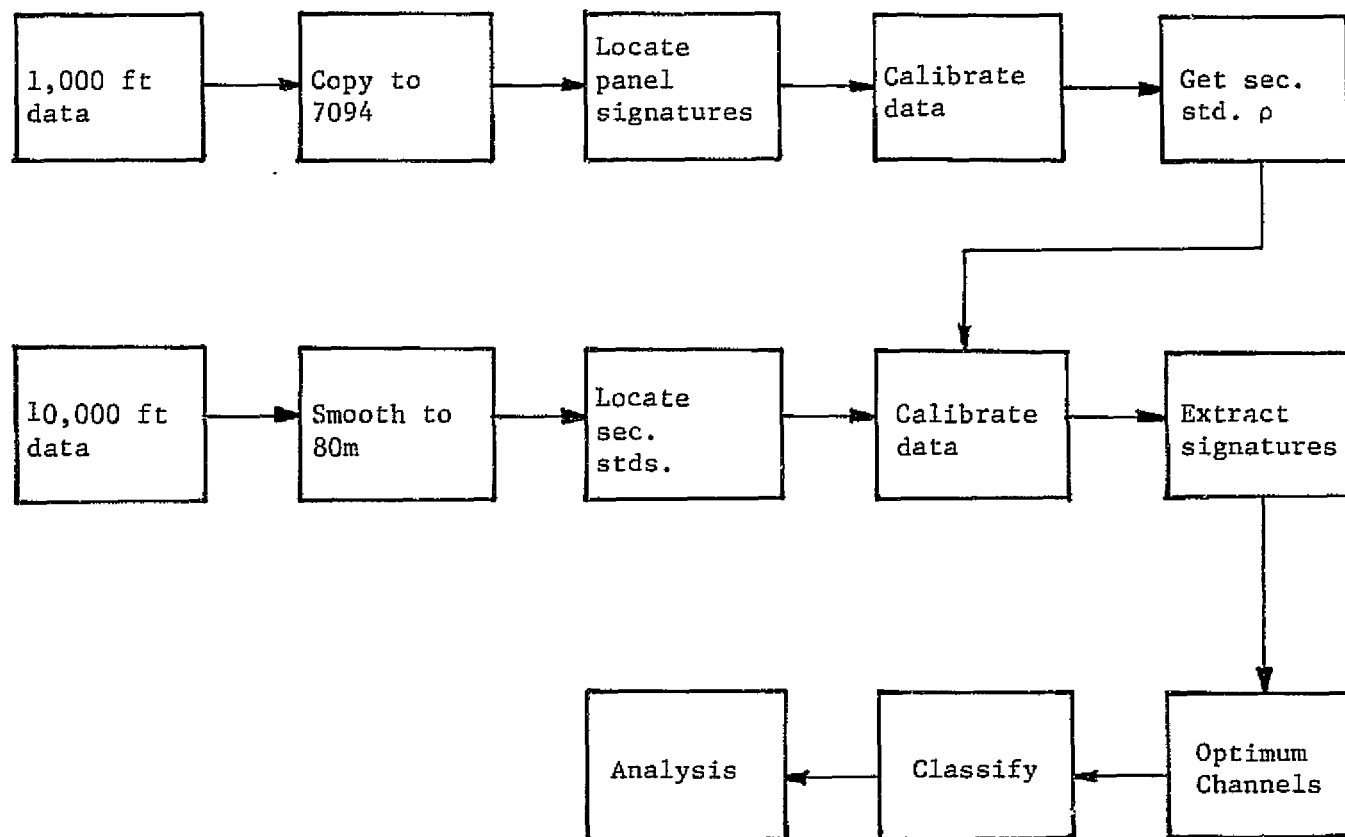 1,000 ft
data
Copy to
7094
Locate
panel
signatures
Calibrate
data
Get sec.
std. ρ
10,000 ft
data
Smooth to
80m
Locate
sec.
stds.
Calibrate
data
Extract
signatures
Analysis
Classify
Optimum
Channels